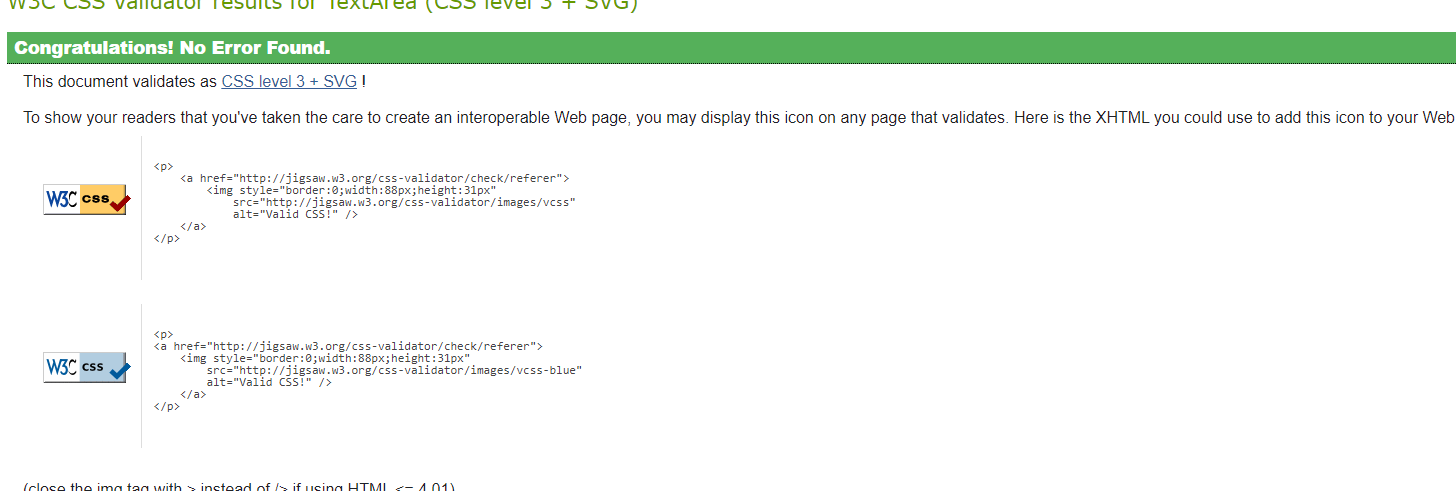 W3C CSS Validator results for TextArea (CSS level 3 + SVG)
Congratulations! No Error Found.
This document validates as CSS level 3 + SVG !
To show your readers that you've taken the care to create an interoperable Web page, you may display this icon on any page that validates. Here is the XHTML you could use to add this icon to your Web
W3C css
<p>
<a href="http://jigsaw.w3.org/css-validator/check/referer">
<img style="border:0;width:88px;height:31px"
src="http://jigsaw.w3.org/css-validator/images/vcss"
alt="Valid CSS!" />
</a>
</p>
W3C css
<p>
<a href="http://jigsaw.w3.org/css-validator/check/referer">
<img style="border:0;width:88px;height:31px"
src="http://jigsaw.w3.org/css-validator/images/vcss-blue"
alt="Valid CSS!" />
</a>
</p>
(close the img tag with > instead of /> if using HTML <= 4.01)